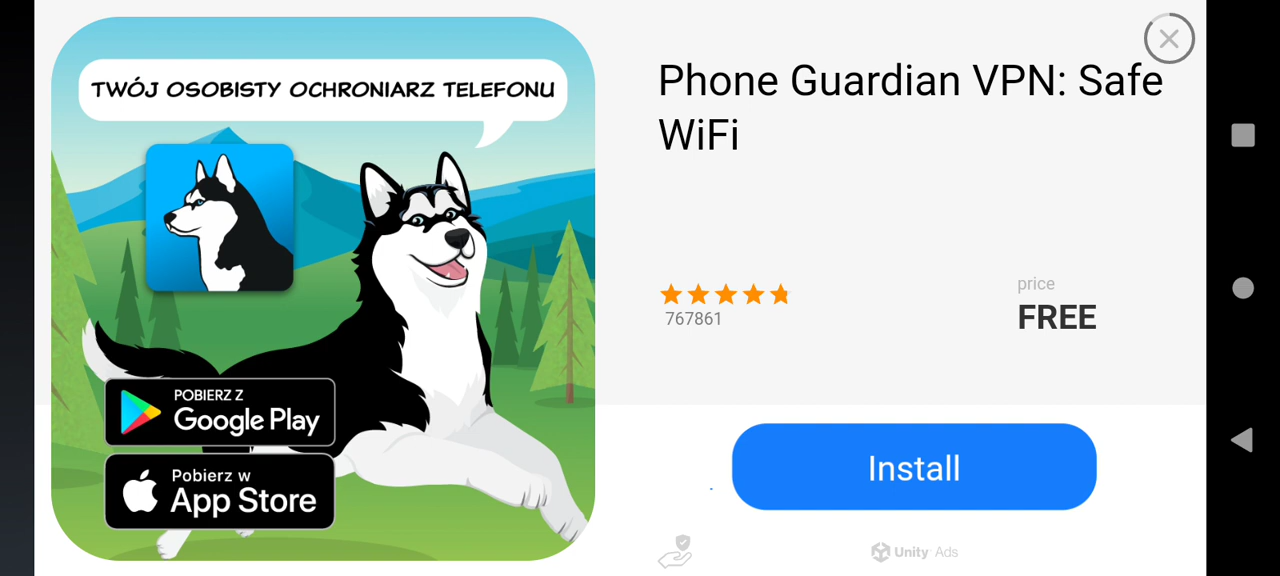 TWÓJ OSOBISTY OCHRONIARZ TELEFONU
POBIERZ Z
Google Play
Pobierz w
App Store
Phone Guardian VPN: Safe
WiFi
767861
price
FREE
Install
Unity Ads